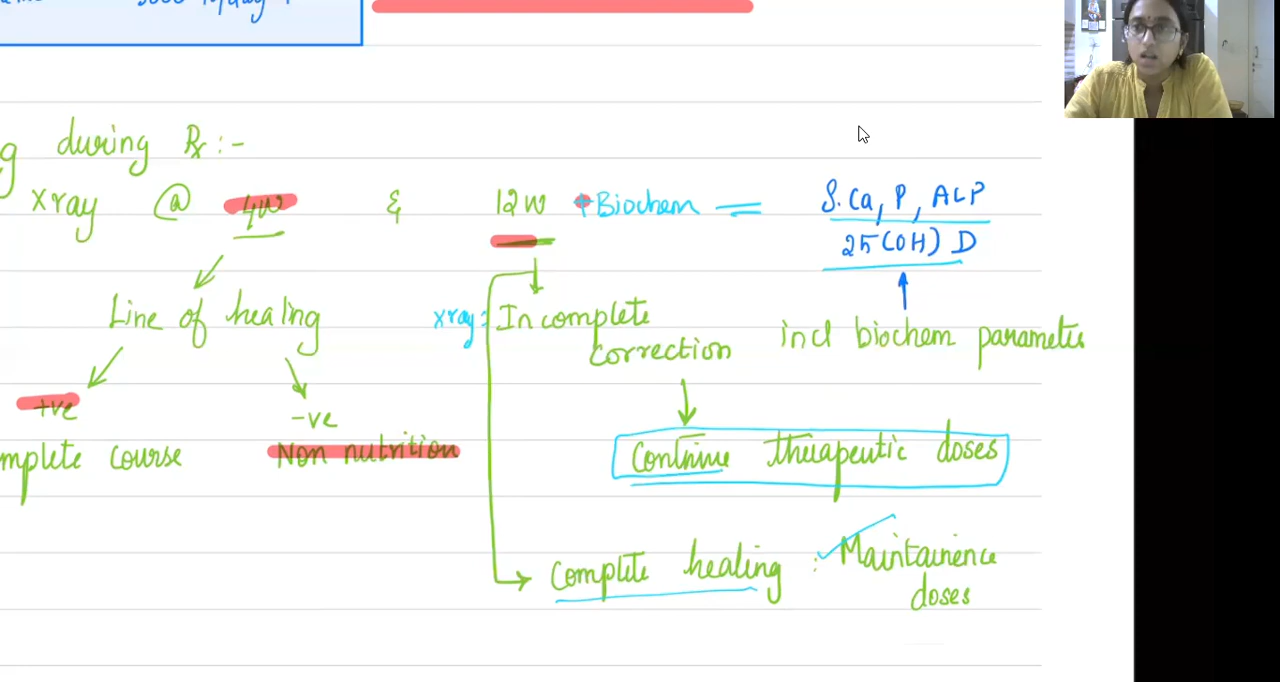 during Rx :-
xray @ 4w & 12w + Biochem = S. Ca, P, ALP
25(OH) D
Line of healing
xray: Incomplete correction incl biochem parameters
+ve
-ve
mplete course
Non nutrition
Continue therapeutic doses
Complete healing : Maintainence doses